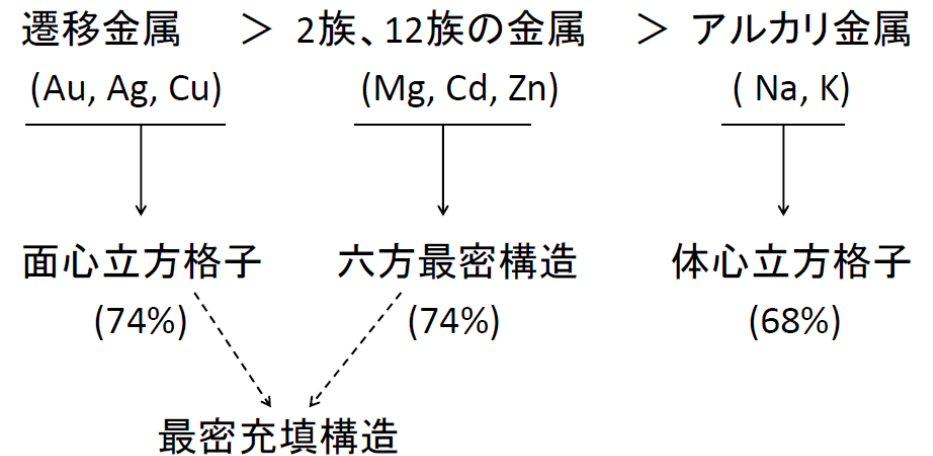 遷移金属 ＞ 2族、12族の金属 ＞ アルカリ金属
(Au, Ag, Cu) (Mg, Cd, Zn) ( Na, K)
面心立方格子 六方最密構造 体心立方格子
(74%) (74%) (68%)
最密充填構造